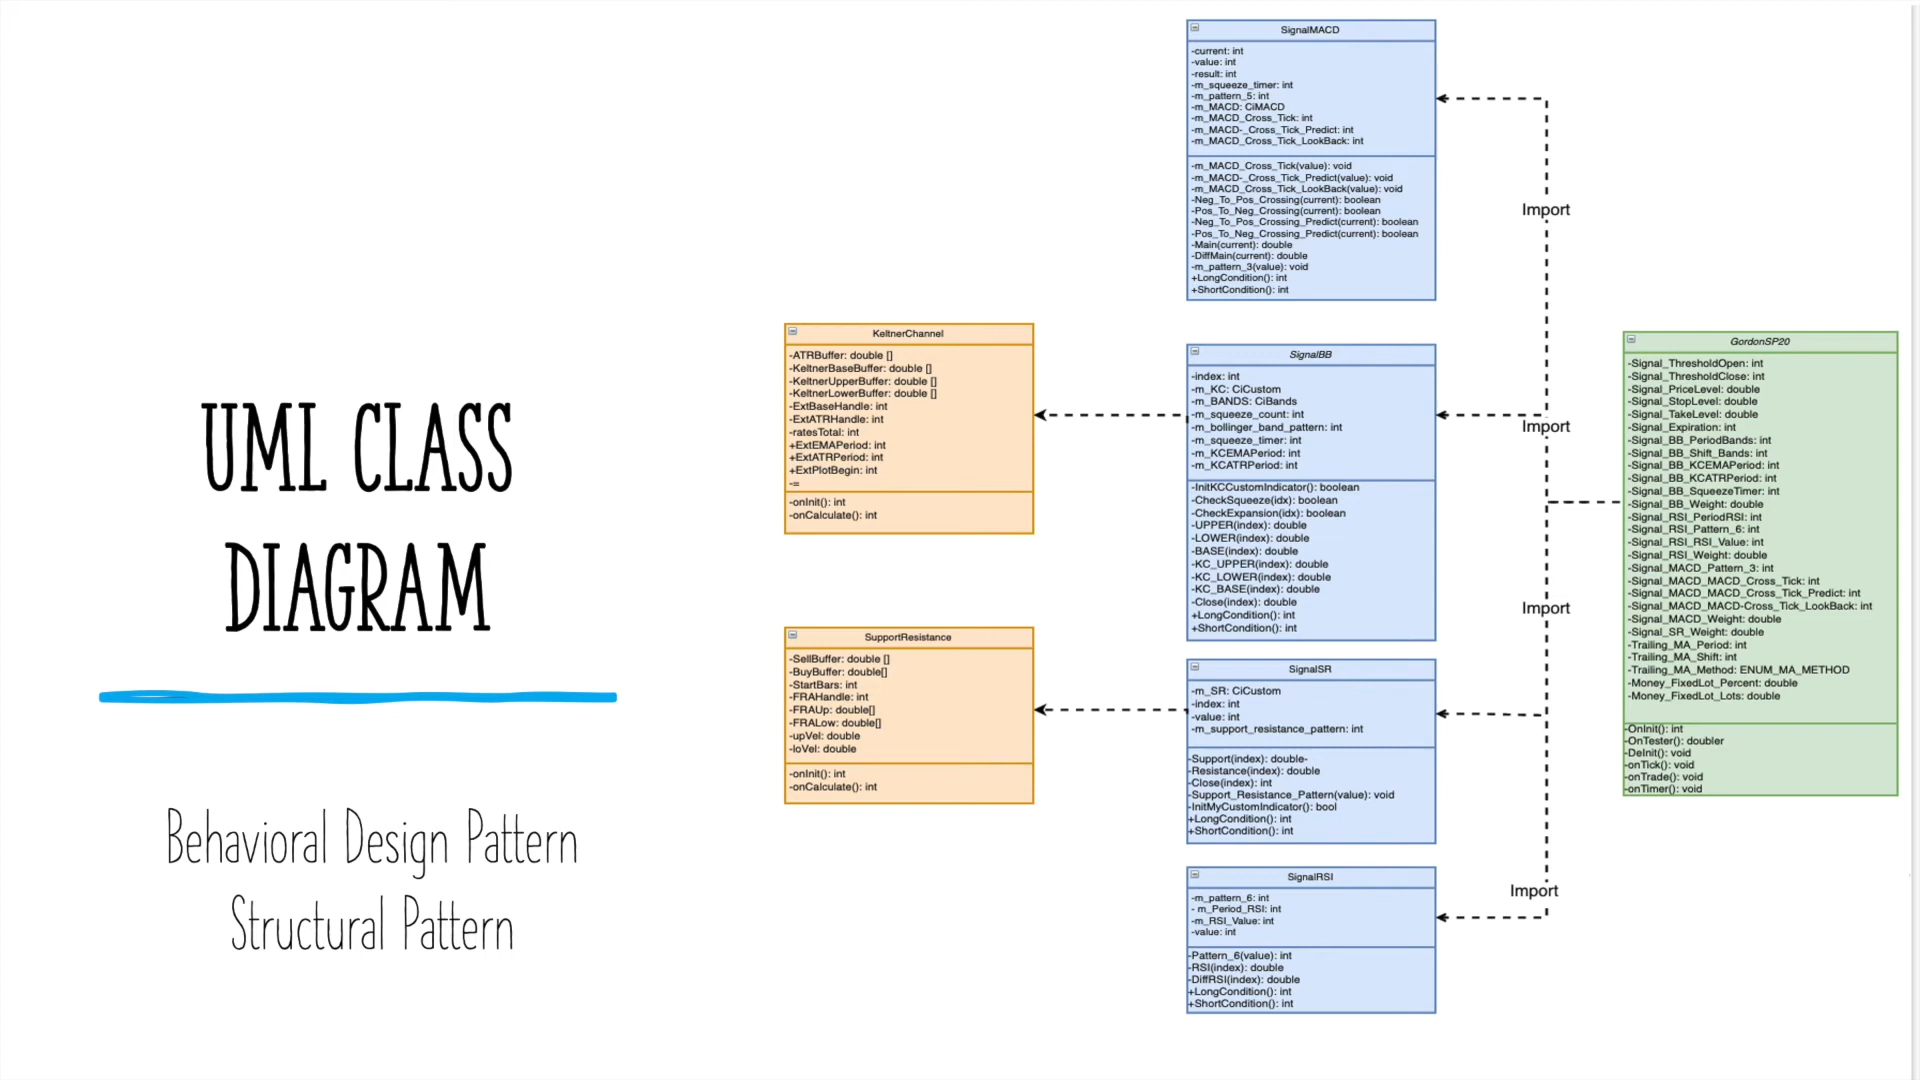 UML CLASS
DIAGRAM
Behavioral Design Pattern
Structural Pattern
KeltnerChannel
-ATRBuffer: double []
-KeltnerBaseBuffer: double []
-KeltnerUpperBuffer: double []
-KeltnerLowerBuffer: double []
-ExtBaseHandle: int
-ExtATRHandle: int
-ratesTotal: int
+ExtEMAPeriod: int
+ExtATRPeriod: int
+ExtPlotBegin: int
-=
-onInit(): int
-onCalculate(): int
SupportResistance
-SellBuffer: double []
-BuyBuffer: double[]
-StartBars: int
-FRAHandle: int
-FRAUp: double[]
-FRALow: double[]
-upVel: double
-loVel: double
-onInit(): int
-onCalculate(): int
SignalMACD
-current: int
-value: int
-result: int
-m_squeeze_timer: int
-m_pattern_5: int
-m_MACD: CiMACD
-m_MACD_Cross_Tick: int
-m_MACD-_Cross_Tick_Predict: int
-m_MACD_Cross_Tick_LookBack: int
-m_MACD_Cross_Tick(value): void
-m_MACD-_Cross_Tick_Predict(value): void
-m_MACD_Cross_Tick_LookBack(value): void
-Neg_To_Pos_Crossing(current): boolean
-Pos_To_Neg_Crossing(current): boolean
-Neg_To_Pos_Crossing_Predict(current): boolean
-Pos_To_Neg_Crossing_Predict(current): boolean
-Main(current): double
-DiffMain(current): double
-m_pattern_3(value): void
+LongCondition(): int
+ShortCondition(): int
SignalBB
-index: int
-m_KC: CiCustom
-m_BANDS: CiBands
-m_squeeze_count: int
-m_bollinger_band_pattern: int
-m_squeeze_timer: int
-m_KCEMAPeriod: int
-m_KCATRPeriod: int
-InitKCCustomIndicator(): boolean
-CheckSqueeze(idx): boolean
-CheckExpansion(idx): boolean
-UPPER(index): double
-LOWER(index): double
-BASE(index): double
-KC_UPPER(index): double
-KC_LOWER(index): double
-KC_BASE(index): double
-Close(index): double
+LongCondition(): int
+ShortCondition(): int
SignalSR
-m_SR: CiCustom
-index: int
-value: int
-m_support_resistance_pattern: int
-Support(index): double-
-Resistance(index): double
-Close(index): int
-Support_Resistance_Pattern(value): void
-InitMyCustomIndicator(): bool
+LongCondition(): int
+ShortCondition(): int
SignalRSI
-m_pattern_6: int
- m_Period_RSI: int
-m_RSI_Value: int
-value: int
-Pattern_6(value): int
-RSI(index): double
-DiffRSI(index): double
+LongCondition(): int
+ShortCondition(): int
Import
Import
Import
Import
GordonSP20
-Signal_ThresholdOpen: int
-Signal_ThresholdClose: int
-Signal_PriceLevel: double
-Signal_StopLevel: double
-Signal_TakeLevel: double
-Signal_Expiration: int
-Signal_BB_PeriodBands: int
-Signal_BB_Shift_Bands: int
-Signal_BB_KCEMAPeriod: int
-Signal_BB_KCATRPeriod: int
-Signal_BB_SqueezeTimer: int
-Signal_BB_Weight: double
-Signal_RSI_PeriodRSI: int
-Signal_RSI_Pattern_6: int
-Signal_RSI_RSI_Value: int
-Signal_RSI_Weight: double
-Signal_MACD_Pattern_3: int
-Signal_MACD_MACD_Cross_Tick: int
-Signal_MACD_MACD_Cross_Tick_Predict: int
-Signal_MACD_MACD-Cross_Tick_LookBack: int
-Signal_MACD_Weight: double
-Signal_SR_Weight: double
-Trailing_MA_Period: int
-Trailing_MA_Shift: int
-Trailing_MA_Method: ENUM_MA_METHOD
-Money_FixedLot_Percent: double
-Money_FixedLot_Lots: double
-OnInit(): int
-OnTester(): doubler
-DeInit(): void
-onTick(): void
-onTrade(): void
-onTimer(): void